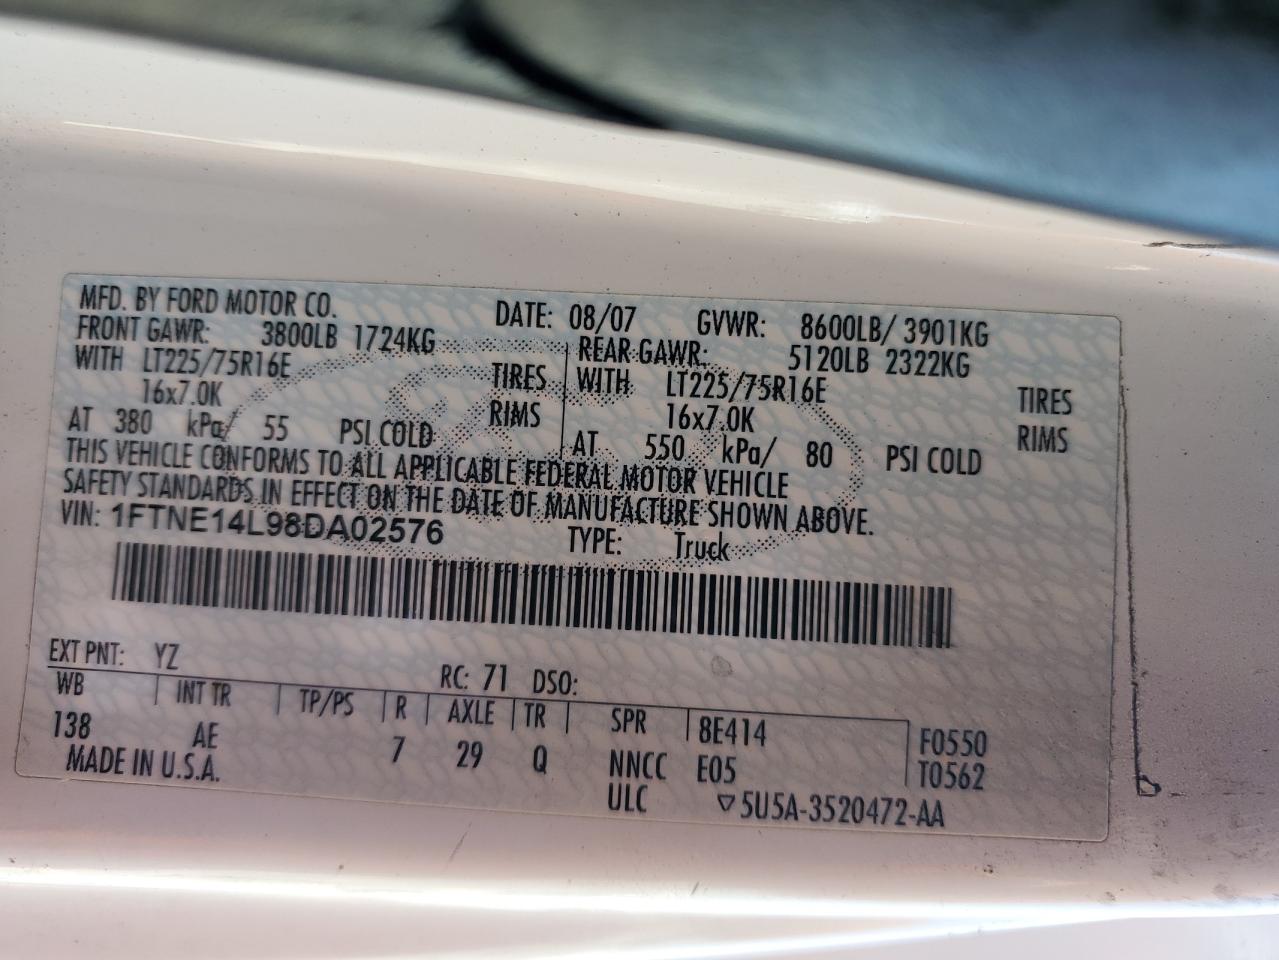 MFD. BY FORD MOTOR CO. DATE: 08/07 GVWR: 8600LB/ 3901KG
FRONT GAWR: 3800LB 1724KG REAR GAWR: 5120LB 2322KG
WITH LT225/75R16E TIRES WITH LT225/75R16E TIRES
16x7.0K RIMS 16x7.0K RIMS
AT 380 kPa/ 55 PSI COLD AT 550 kPa/ 80 PSI COLD
THIS VEHICLE CONFORMS TO ALL APPLICABLE FEDERAL MOTOR VEHICLE
SAFETY STANDARDS IN EFFECT ON THE DATE OF MANUFACTURE SHOWN ABOVE.
VIN: 1FTNE14L98DA02576 TYPE: Truck
EXT PNT: YZ RC: 71 DSO:
WB INT TR TP/PS R AXLE TR SPR 8E414 F0550
138 AE 7 29 Q NNCC E05 T0562
MADE IN U.S.A. ULC ▽5U5A-3520472-AA